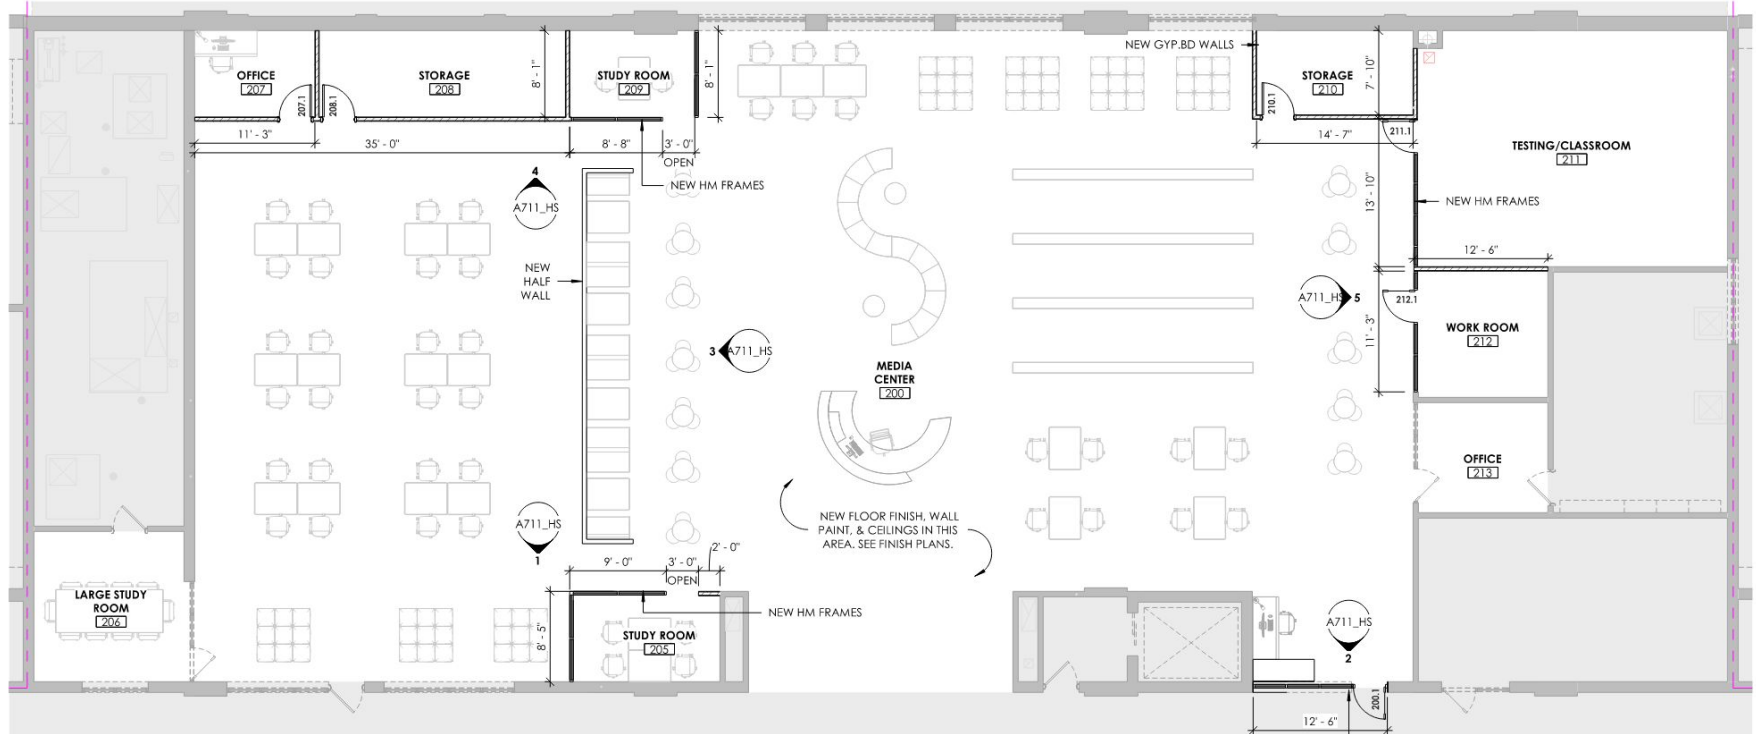 NEW GYP.BD WALLS
OFFICE
207
STORAGE
208
8' - 1"
STUDY ROOM
209
8' - 1"
STORAGE
210
7' - 10"
207.1
208.1
210.1
211.1
11' - 3"
35' - 0"
8' - 8"
3' - 0"
OPEN
14' - 7"
TESTING/CLASSROOM
211
4
A711_HS
NEW HM FRAMES
13' - 10"
NEW HM FRAMES
12' - 6"
NEW
HALF
WALL
A711_HS
5
212.1
11' - 3"
WORK ROOM
212
3
A711_HS
MEDIA
CENTER
200
OFFICE
213
NEW FLOOR FINISH, WALL
PAINT, & CEILINGS IN THIS
AREA. SEE FINISH PLANS.
A711_HS
1
9' - 0"
3' - 0"
2' - 0"
OPEN
LARGE STUDY
ROOM
206
NEW HM FRAMES
8' - 5"
STUDY ROOM
205
A711_HS
2
200.1
12' - 6"